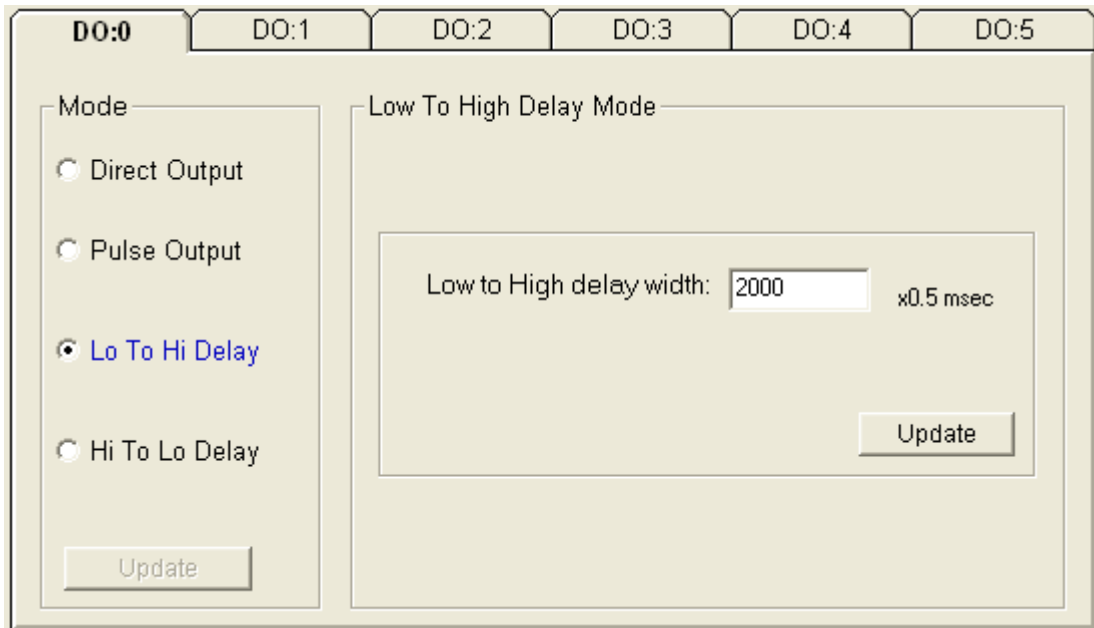 DO:0 DO:1 DO:2 DO:3 DO:4 DO:5
Mode
Direct Output
Pulse Output
Lo To Hi Delay
Hi To Lo Delay
Update
Low To High Delay Mode
Low to High delay width: 2000 x0.5 msec
Update